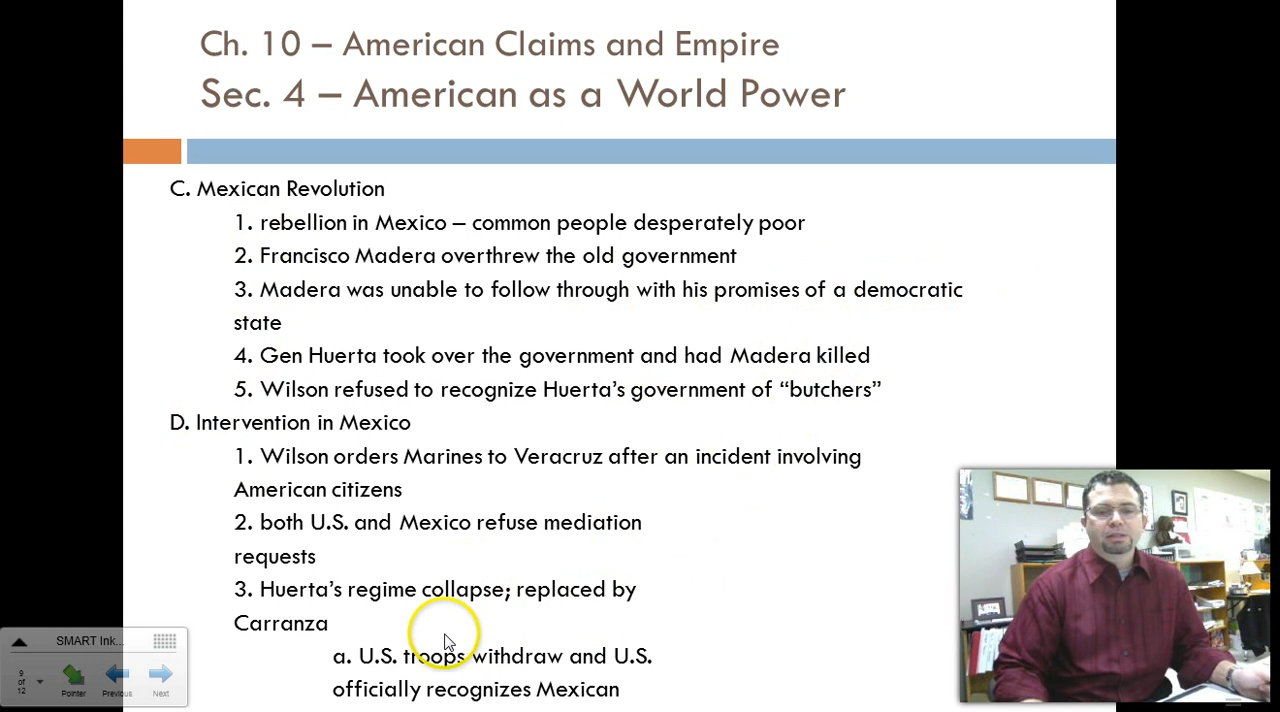 Ch. 10 – American Claims and Empire
Sec. 4 – American as a World Power
C. Mexican Revolution
1. rebellion in Mexico – common people desperately poor
2. Francisco Madera overthrew the old government
3. Madera was unable to follow through with his promises of a democratic
state
4. Gen Huerta took over the government and had Madera killed
5. Wilson refused to recognize Huerta's government of “butchers”
D. Intervention in Mexico
1. Wilson orders Marines to Veracruz after an incident involving
American citizens
2. both U.S. and Mexico refuse mediation
requests
3. Huerta's regime collapse; replaced by
Carranza
a. U.S. troops withdraw and U.S.
officially recognizes Mexican
SMART Ink...
9
of
12
Pointer
Previous
Next